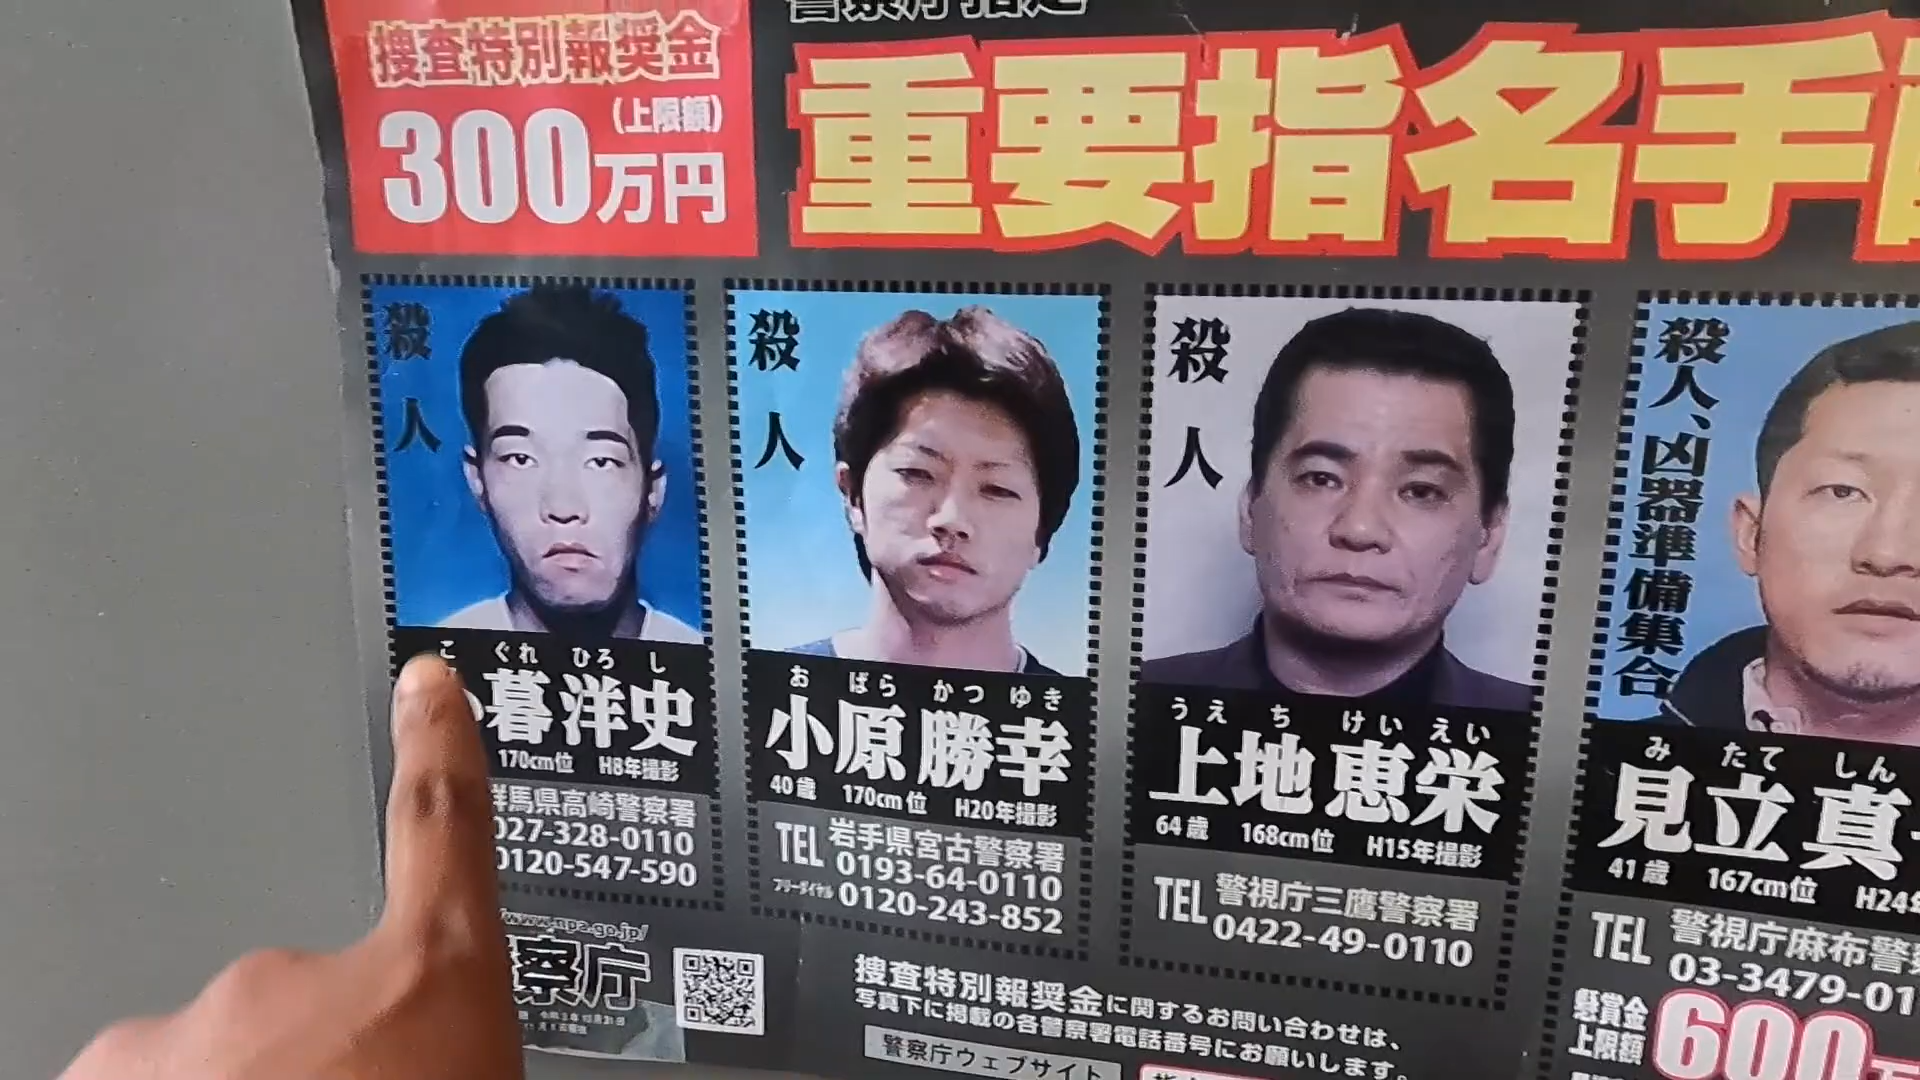 捜査特別報奨金
(上限額)
300万円
警察庁指定
重要指名手
殺人
こ ぐれ ひろ し
暮洋史
170cm位 H8年撮影
群馬県高崎警察署
027-328-0110
0120-547-590
殺人
お ばら かつ ゆき
小原勝幸
40歳 170cm位 H20年撮影
TEL 岩手県宮古警察署
0193-64-0110
フリーダイヤル 0120-243-852
殺人
うえ ち けい えい
上地恵栄
64歳 168cm位 H15年撮影
TEL 警視庁三鷹警察署
0422-49-0110
殺人、凶器準備集合、
み たて しん
見立真
41歳 167cm位 H24
TEL 警視庁麻布警
03-3479-01
懸賞金
上限額 600万
www.npa.go.jp/
察庁
捜査特別報奨金に関するお問い合わせは、
写真下に掲載の各警察署電話番号にお願いします。
警察庁ウェブサイト